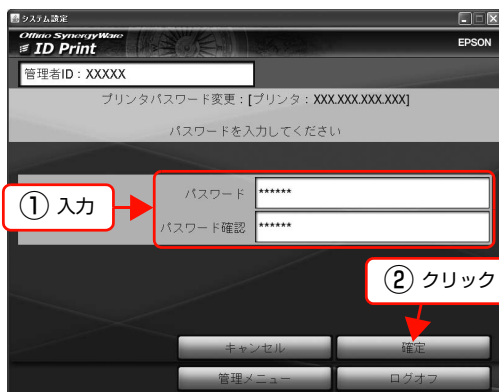 システム設定
Offirio SynergyWare
ID Print
EPSON
管理者ID：XXXXX
プリンタパスワード変更：[プリンタ：XXX.XXX.XXX.XXX]
パスワードを入力してください
① 入力
パスワード ******
パスワード確認 ******
② クリック
キャンセル 確定
管理メニュー ログオフ